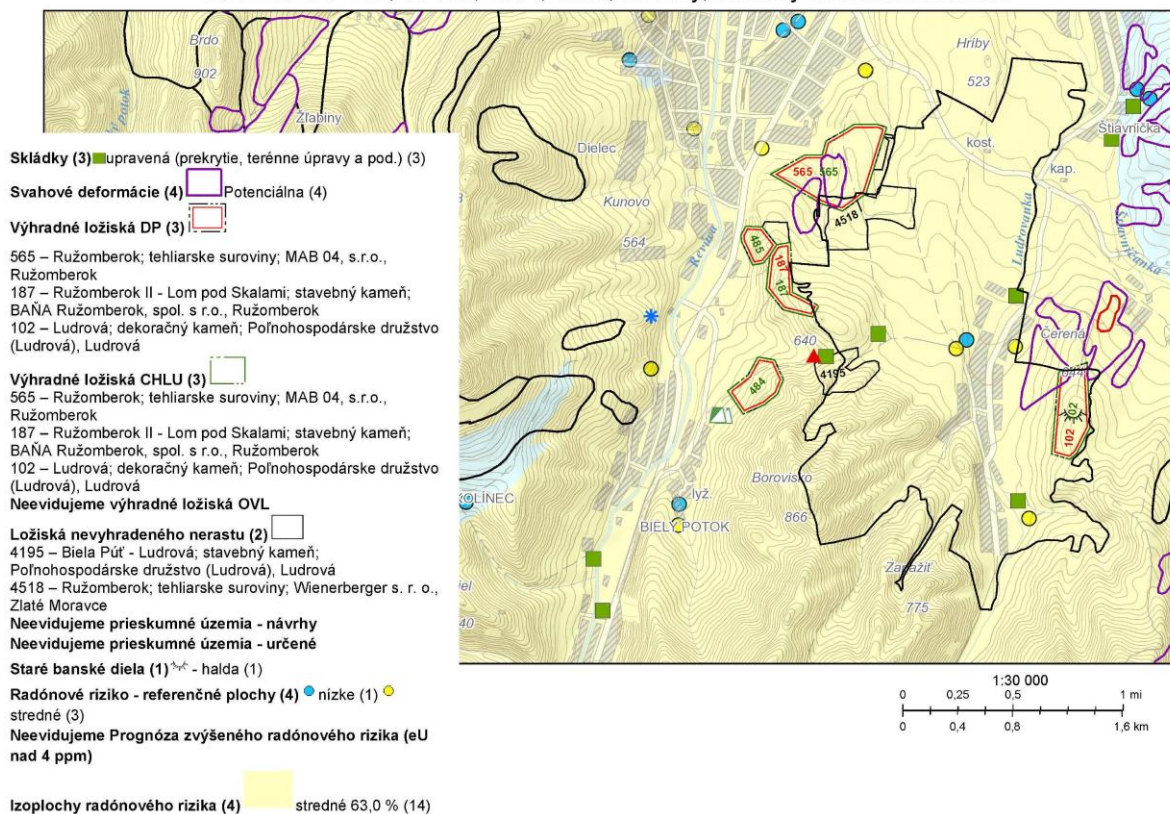 Skládky (3) upravená (prekrytie, terénne úpravy a pod.) (3)
Svahové deformácie (4) Potenciálna (4)
Výhradné ložiská DP (3)
565 – Ružomberok; tehliarske suroviny; MAB 04, s.r.o.,
Ružomberok
187 – Ružomberok II - Lom pod Skalami; stavebný kameň;
BAŇA Ružomberok, spol. s r.o., Ružomberok
102 – Ludrová; dekoračný kameň; Poľnohospodárske družstvo
(Ludrová), Ludrová
Výhradné ložiská CHLU (3)
565 – Ružomberok; tehliarske suroviny; MAB 04, s.r.o.,
Ružomberok
187 – Ružomberok II - Lom pod Skalami; stavebný kameň;
BAŇA Ružomberok, spol. s r.o., Ružomberok
102 – Ludrová; dekoračný kameň; Poľnohospodárske družstvo
(Ludrová), Ludrová
Neevidujeme výhradné ložiská OVL
Ložiská nevyhradeného nerastu (2)
4195 – Biela Púť - Ludrová; stavebný kameň;
Poľnohospodárske družstvo (Ludrová), Ludrová
4518 – Ružomberok; tehliarske suroviny; Wienerberger s. r. o.,
Zlaté Moravce
Neevidujeme prieskumné územia - návrhy
Neevidujeme prieskumné územia - určené
Staré banské diela (1) - halda (1)
Radónové riziko - referenčné plochy (4) nízke (1)
stredné (3)
Neevidujeme Prognóza zvýšeného radónového rizika (eU
nad 4 ppm)
Izoplochy radónového rizika (4) stredné 63,0 % (14)
Brdo
902
Žľabiny
potok
Dielec
Kunovo
564
Revúca
Hriby
523
Štiavnička
kost.
kap.
Ludrovanka
Štiavničanka
565 565
4518
485
187
187
640
4195
484
Čerená
644
102
102
Borovisko
866
lyž.
BIELY POTOK
Zaražiť
775
40
1:30 000
0 0,25 0,5 1 mi
0 0,4 0,8 1,6 km